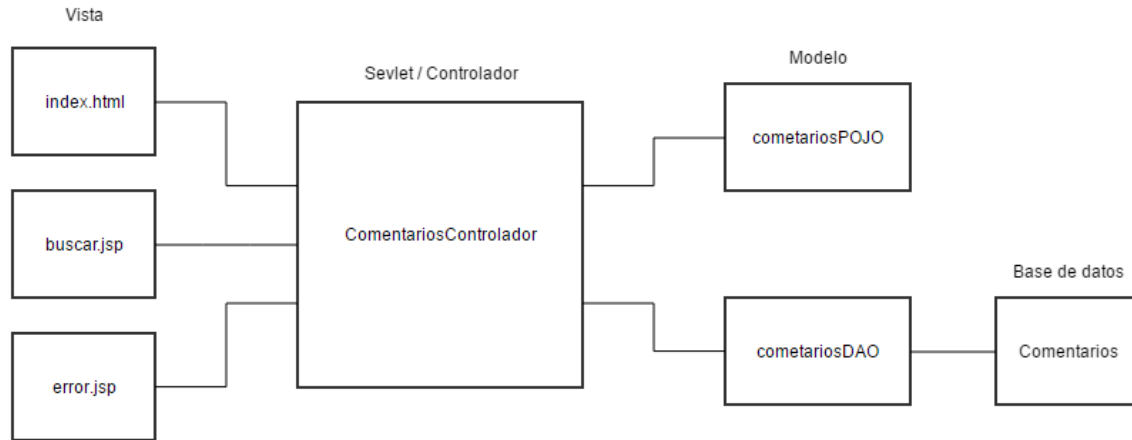 Vista
index.html
buscar.jsp
error.jsp
Sevlet / Controlador
ComentariosControlador
Modelo
cometariosPOJO
cometariosDAO
Base de datos
Comentarios